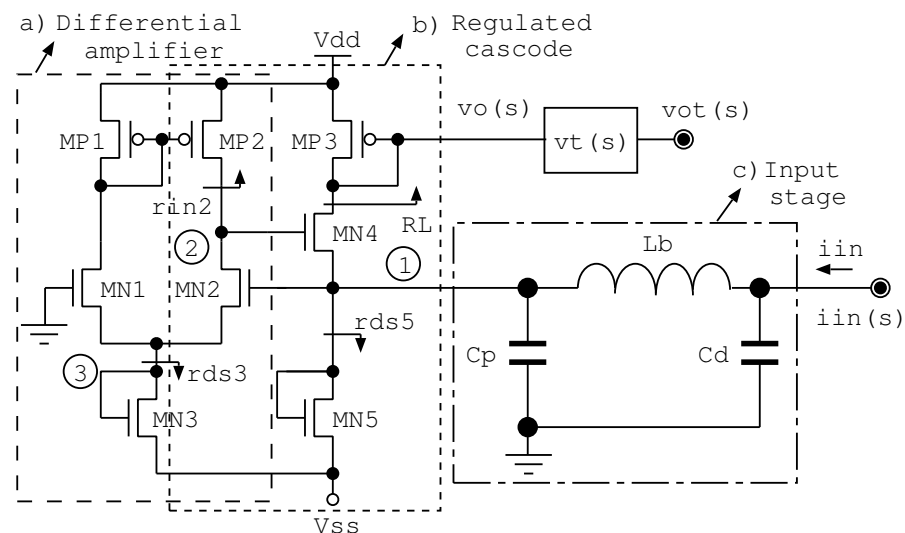 a) Differential
amplifier
b) Regulated
cascode
Vdd
vo(s)
vot(s)
vt(s)
MP1
MP2
MP3
c) Input
stage
rin2
RL
MN4
2
1
Lb
iin
MN1
MN2
iin(s)
rds5
Cp
Cd
3
rds3
MN3
MN5
Vss